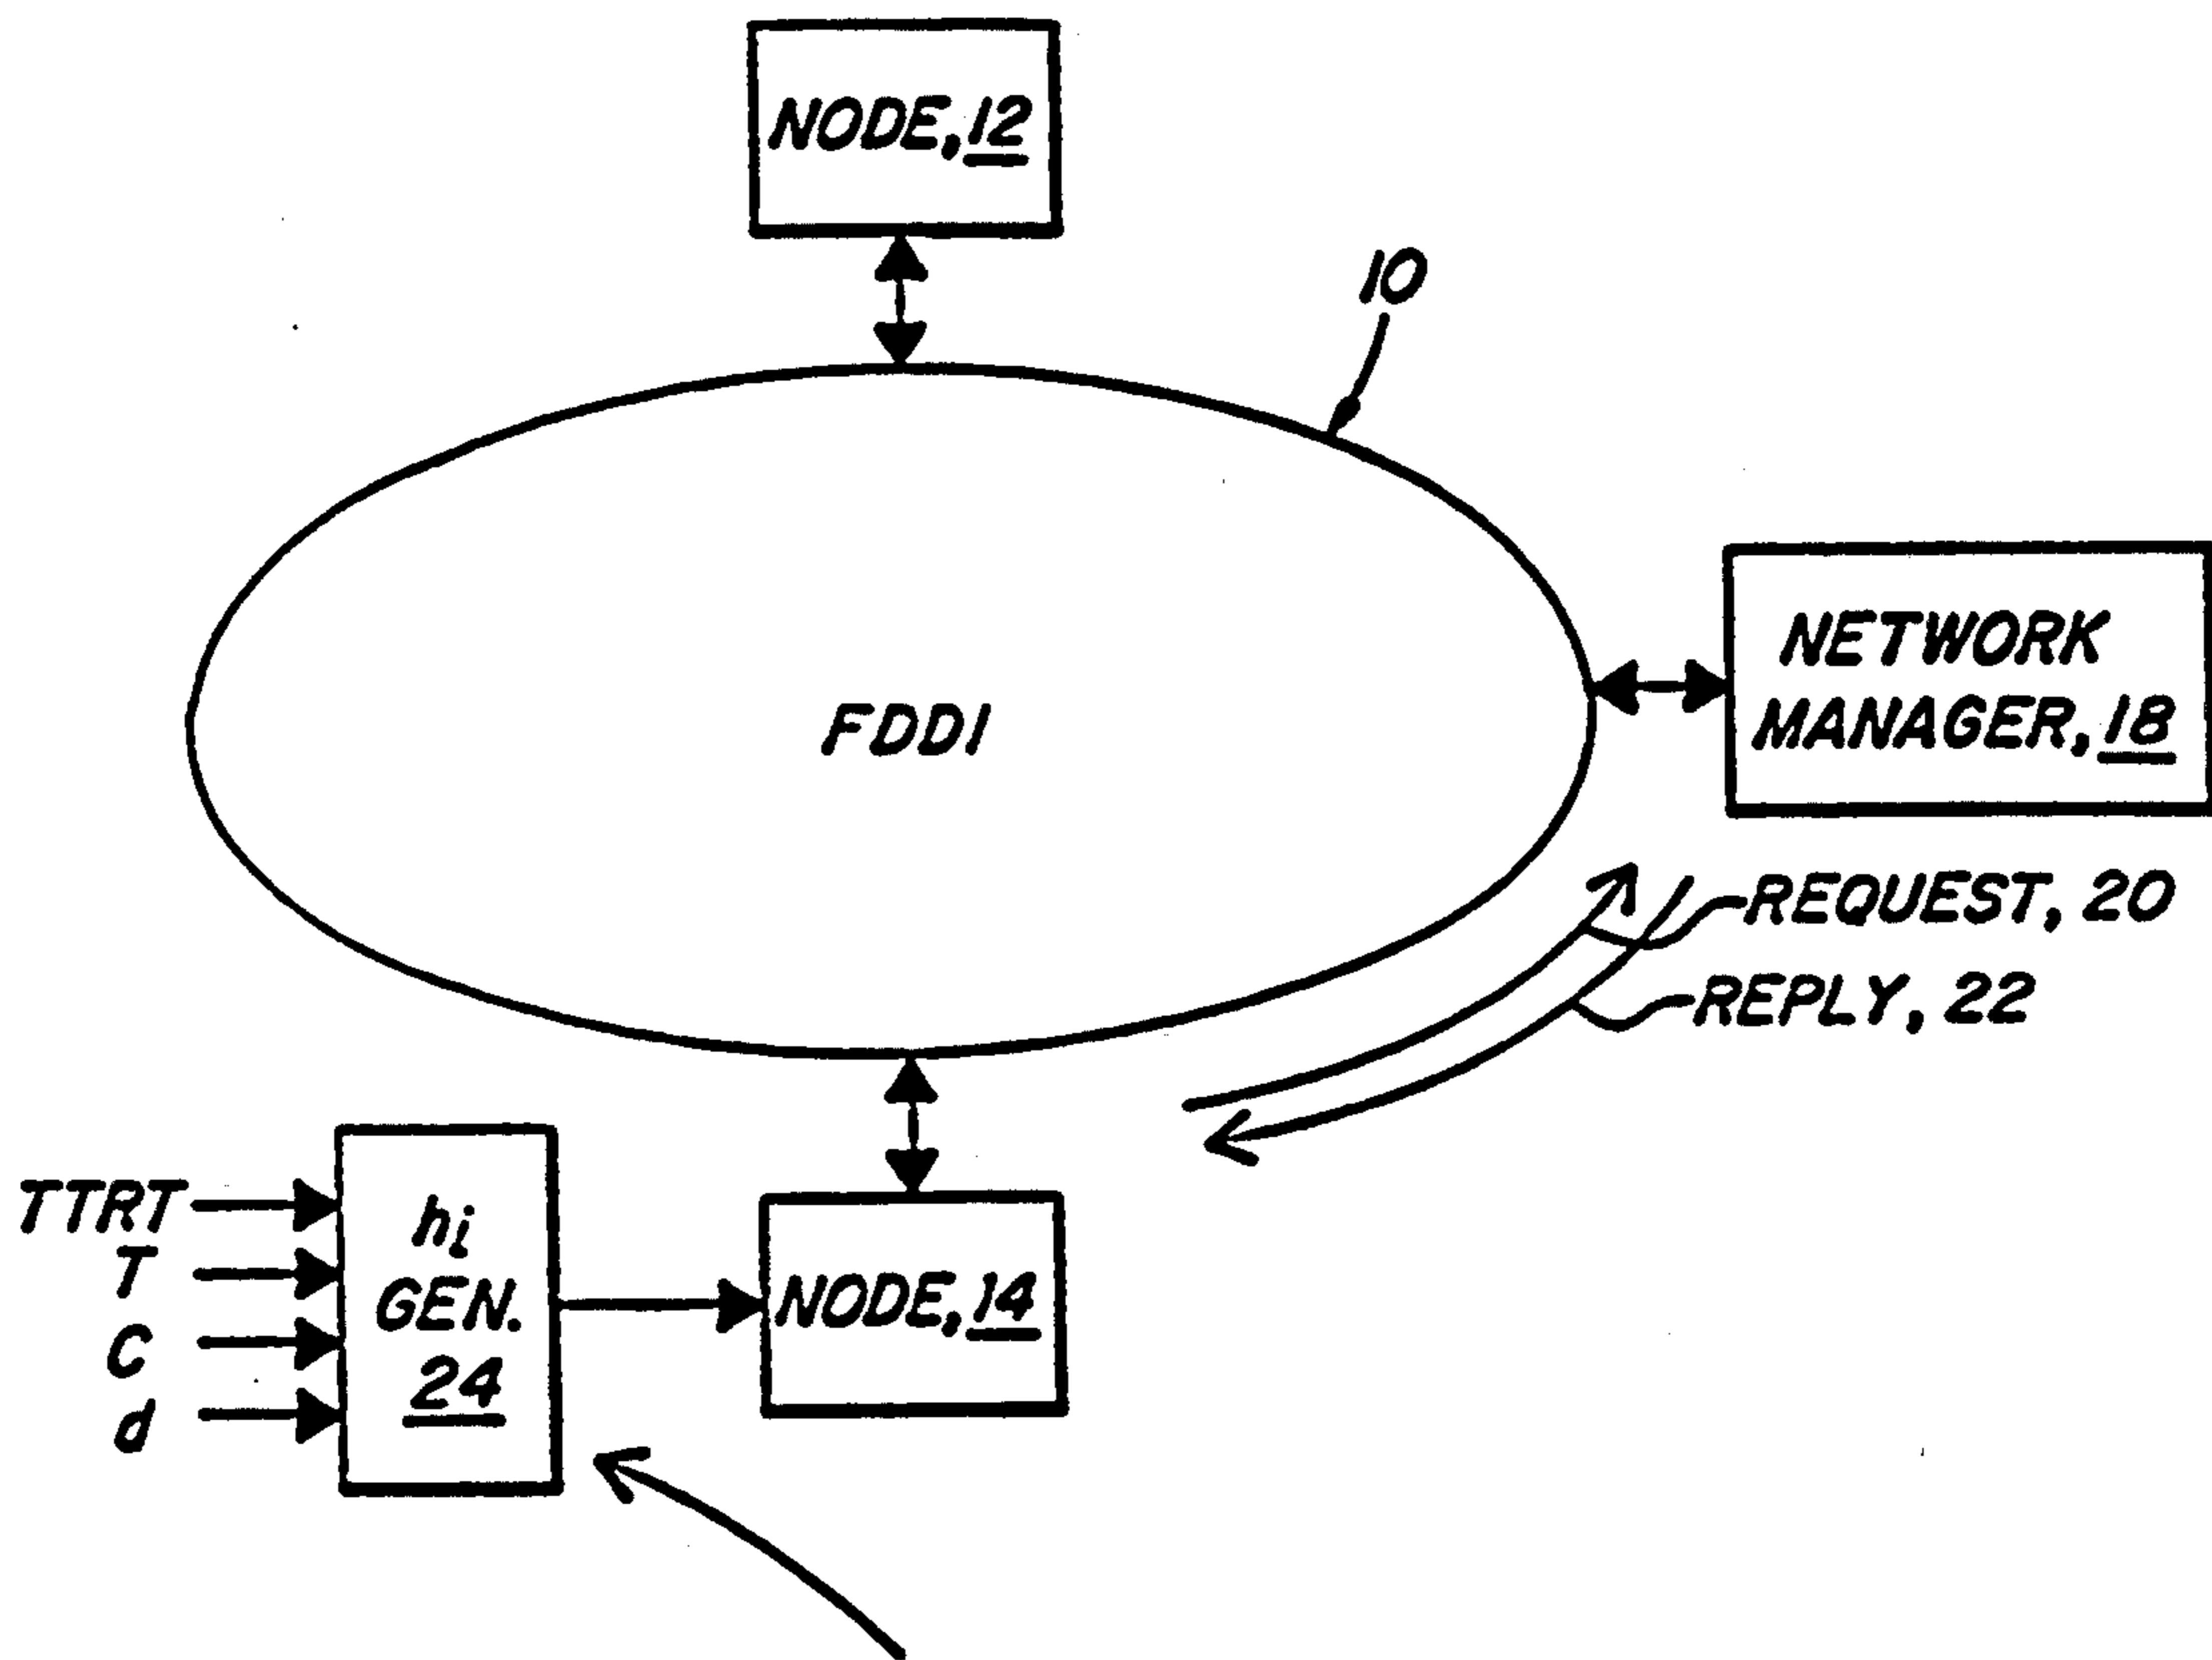 NODE, 12
10
FDDI
NETWORK
MANAGER, 18
REQUEST, 20
REPLY, 22
TTRT
T
C
d
hi
GEN.
24
NODE, 14